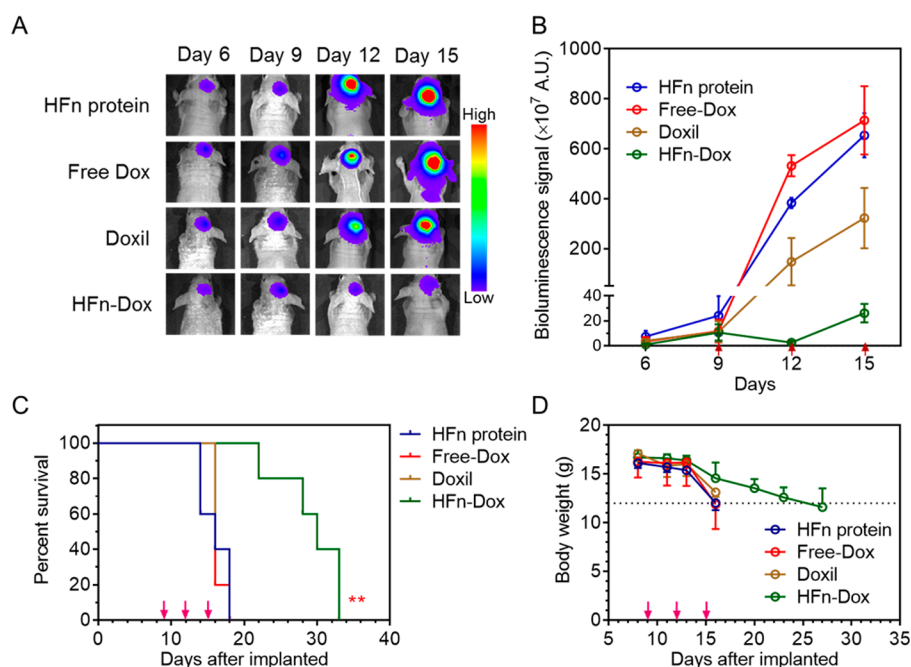 A
Day 6 Day 9 Day 12 Day 15
HFn protein
Free Dox
Doxil
HFn-Dox
High
Low
B
Bioluminescence signal (×10⁷ A.U.)
1000
800
600
400
200
40
20
10
0
HFn protein
Free-Dox
Doxil
HFn-Dox
6 9 12 15
Days
C
Percent survival
100
80
60
40
20
0
HFn protein
Free-Dox
Doxil
HFn-Dox
**
0 10 20 30 40
Days after implanted
D
Body weight (g)
20
15
10
5
0
HFn protein
Free-Dox
Doxil
HFn-Dox
5 10 15 20 25 30 35
Days after implanted